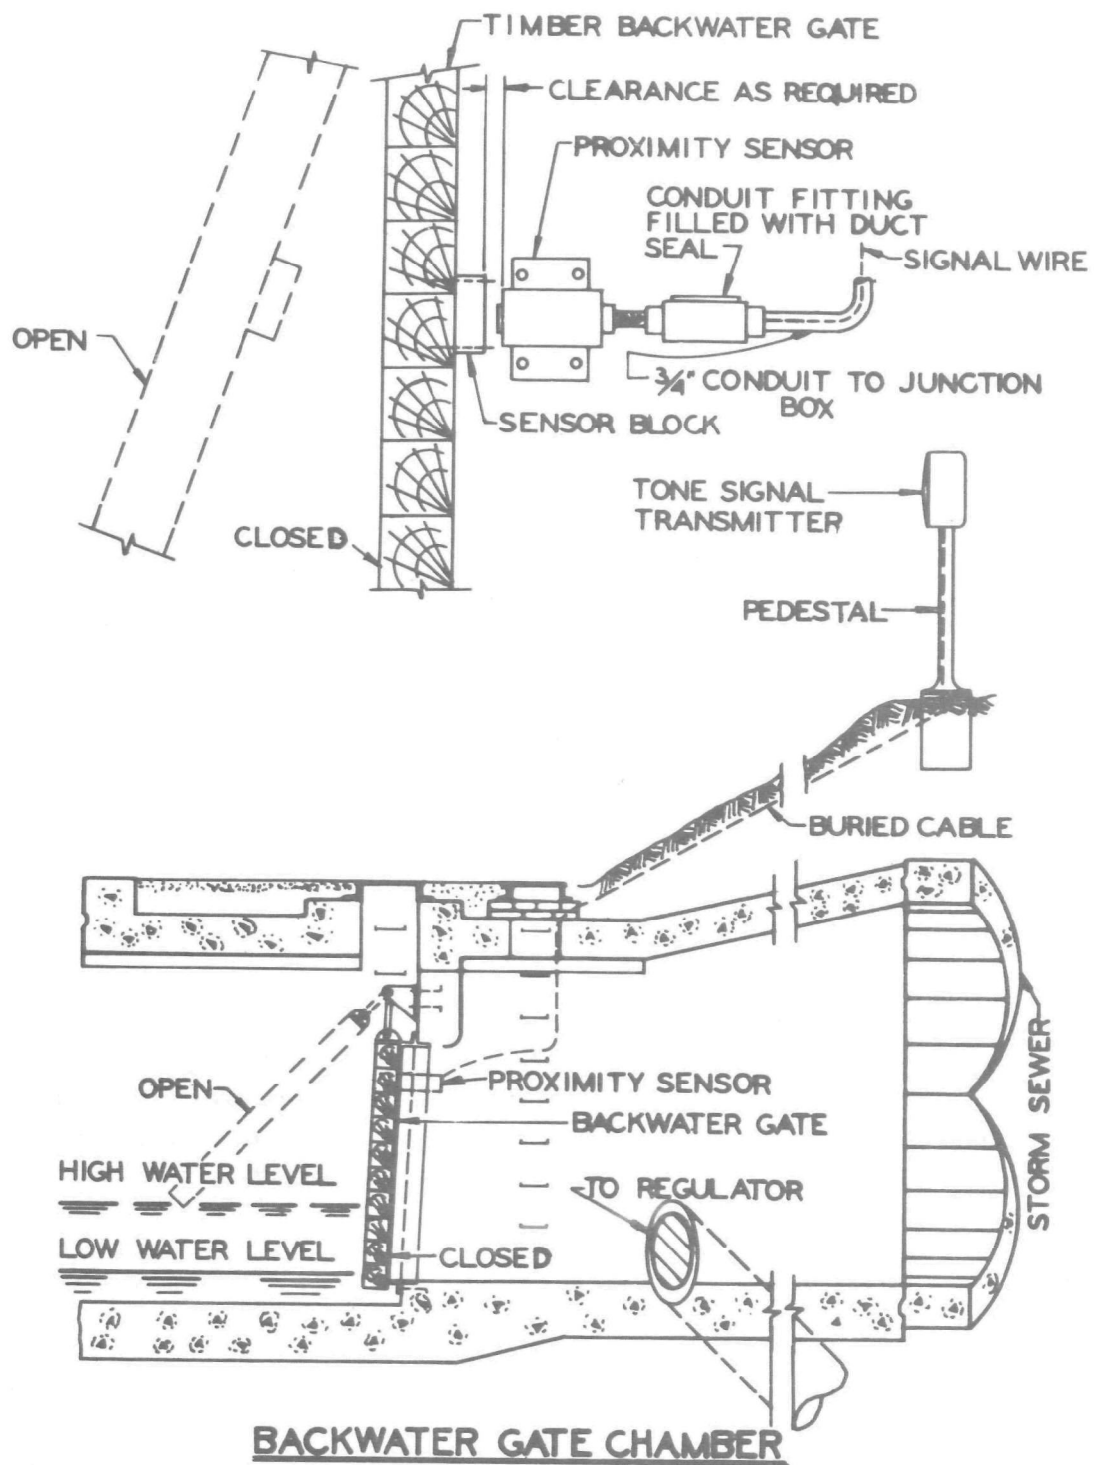 TIMBER BACKWATER GATE
CLEARANCE AS REQUIRED
PROXIMITY SENSOR
CONDUIT FITTING
FILLED WITH DUCT
SEAL
SIGNAL WIRE
OPEN
3/4" CONDUIT TO JUNCTION
BOX
SENSOR BLOCK
CLOSED
TONE SIGNAL
TRANSMITTER
PEDESTAL
BURIED CABLE
OPEN
PROXIMITY SENSOR
BACKWATER GATE
HIGH WATER LEVEL
TO REGULATOR
LOW WATER LEVEL
CLOSED
STORM SEWER
BACKWATER GATE CHAMBER